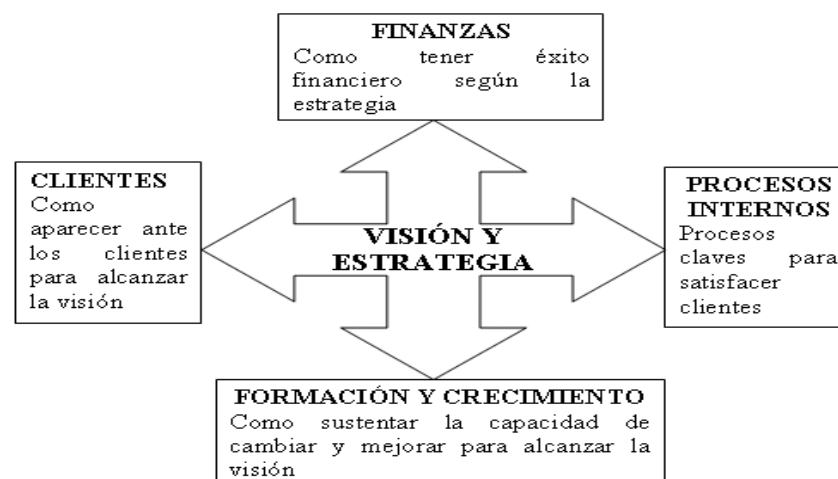 FINANZAS
Como tener éxito
financiero según la
estrategia
CLIENTES
Como
aparecer ante
los clientes
para alcanzar
la visión
VISIÓN Y
ESTRATEGIA
PROCESOS
INTERNOS
Procesos
claves para
satisfacer
clientes
FORMACIÓN Y CRECIMIENTO
Como sustentar la capacidad de
cambiar y mejorar para alcanzar la
visión